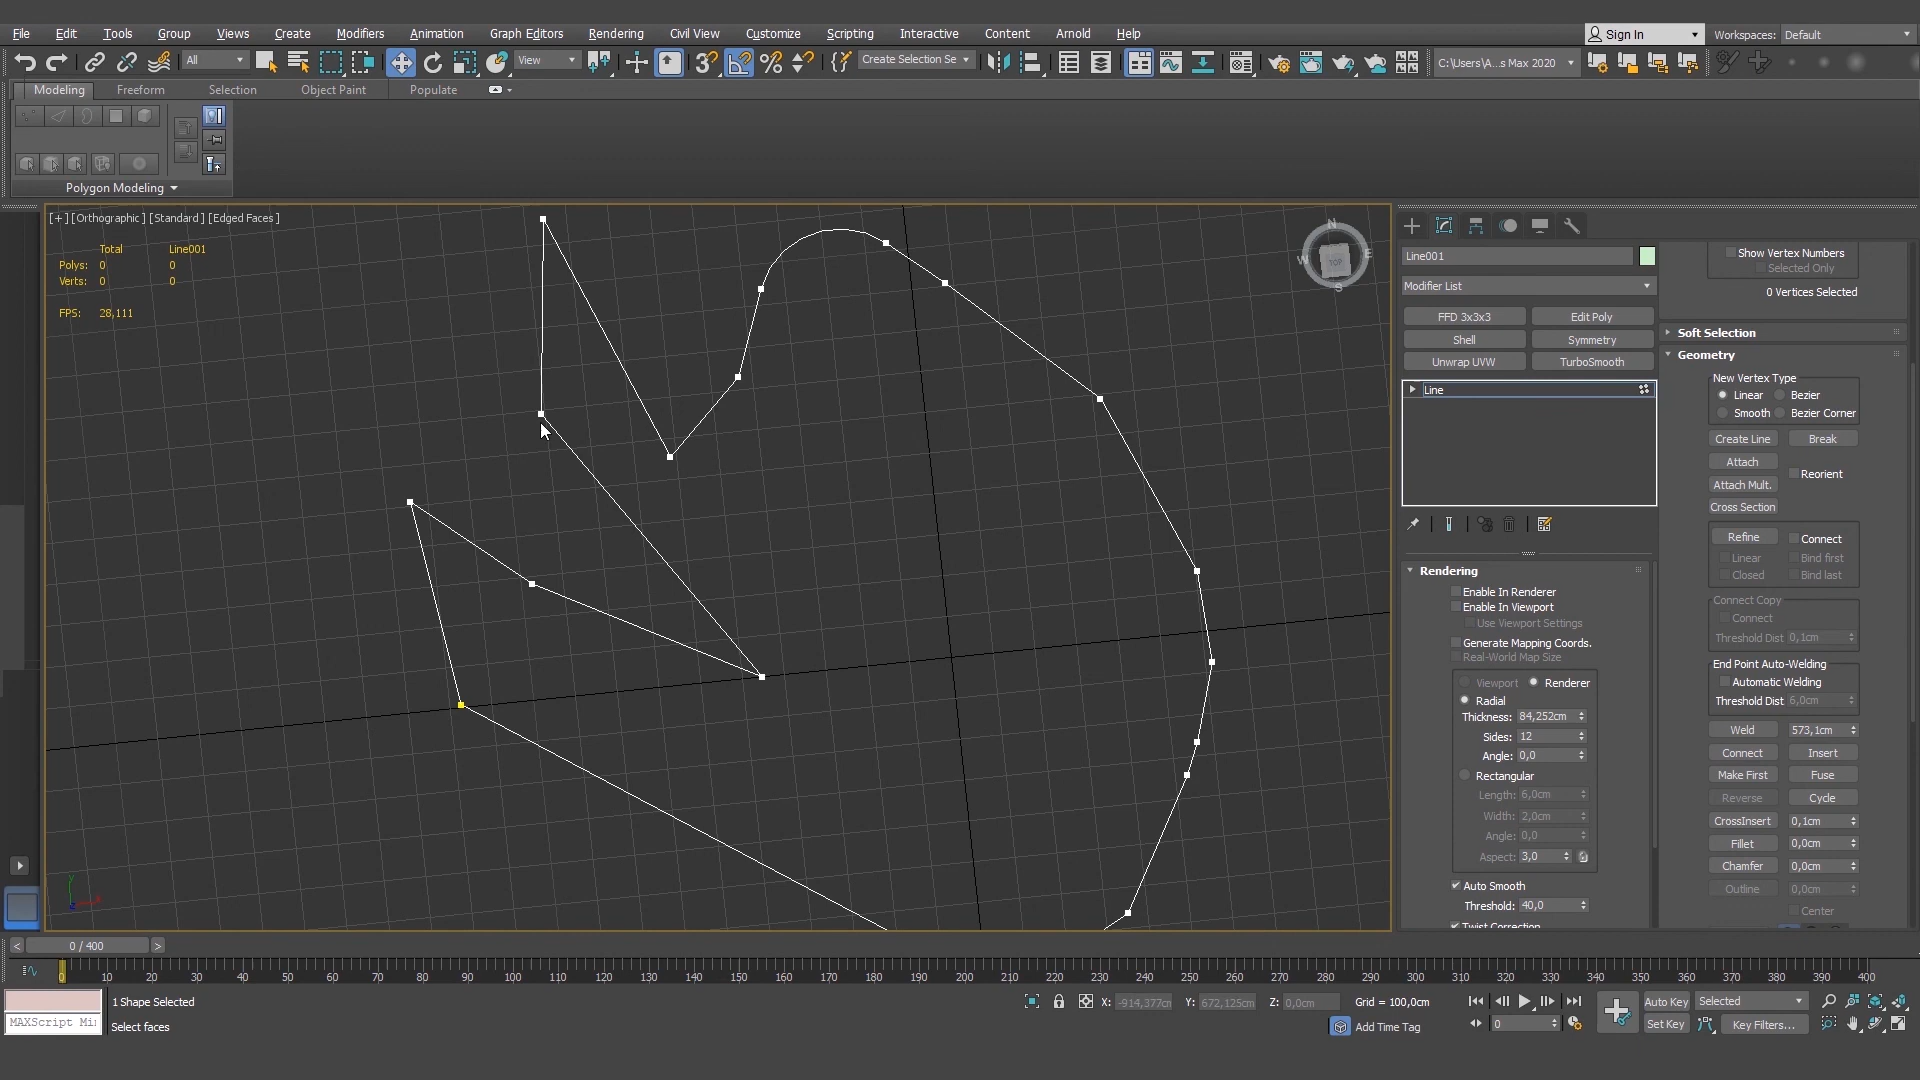 File Edit Tools Group Views Create Modifiers Animation Graph Editors Rendering Civil View Customize Scripting Interactive Content Arnold Help Sign In Workspaces: Default
All View Create Selection Se C:\Users\A...s Max 2020
Modeling Freeform Selection Object Paint Populate
Polygon Modeling
[+] [Orthographic] [Standard] [Edged Faces]
Total Line001
Polys: 0 0
Verts: 0 0
FPS: 28,111
N
W TOP E
S
Line001
Modifier List
FFD 3x3x3 Edit Poly
Shell Symmetry
Unwrap UVW TurboSmooth
Line
Rendering
Enable In Renderer
Enable In Viewport
Use Viewport Settings
Generate Mapping Coords.
Real-World Map Size
Viewport Renderer
Radial
Thickness: 84,252cm
Sides: 12
Angle: 0,0
Rectangular
Length: 6,0cm
Width: 2,0cm
Angle: 0,0
Aspect: 3,0
Auto Smooth
Threshold: 40,0
Twist Correction
Show Vertex Numbers
Selected Only
0 Vertices Selected
Soft Selection
Geometry
New Vertex Type
Linear Bezier
Smooth Bezier Corner
Create Line Break
Attach
Reorient
Attach Mult.
Cross Section
Refine Connect
Linear Bind first
Closed Bind last
Connect Copy
Connect
Threshold Dist 0,1cm
End Point Auto-Welding
Automatic Welding
Threshold Dist 6,0cm
Weld 573,1cm
Connect Insert
Make First Fuse
Reverse Cycle
CrossInsert 0,1cm
Fillet 0,0cm
Chamfer 0,0cm
Outline 0,0cm
Center
y
x
z
< 0 / 400 >
0 10 20 30 40 50 60 70 80 90 100 110 120 130 140 150 160 170 180 190 200 210 220 230 240 250 260 270 280 290 300 310 320 330 340 350 360 370 380 390 400
1 Shape Selected X: -914,377cm Y: 672,125cm Z: 0,0cm Grid = 100,0cm Auto Key Selected
MAXScript Mi Select faces Add Time Tag 0 Set Key Key Filters...